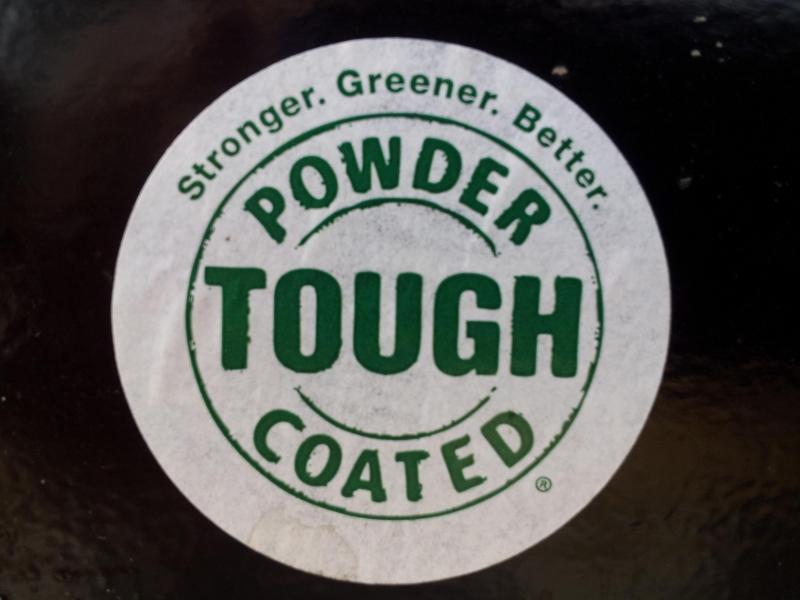 Stronger. Greener. Better.
POWDER
TOUGH
COATED
®